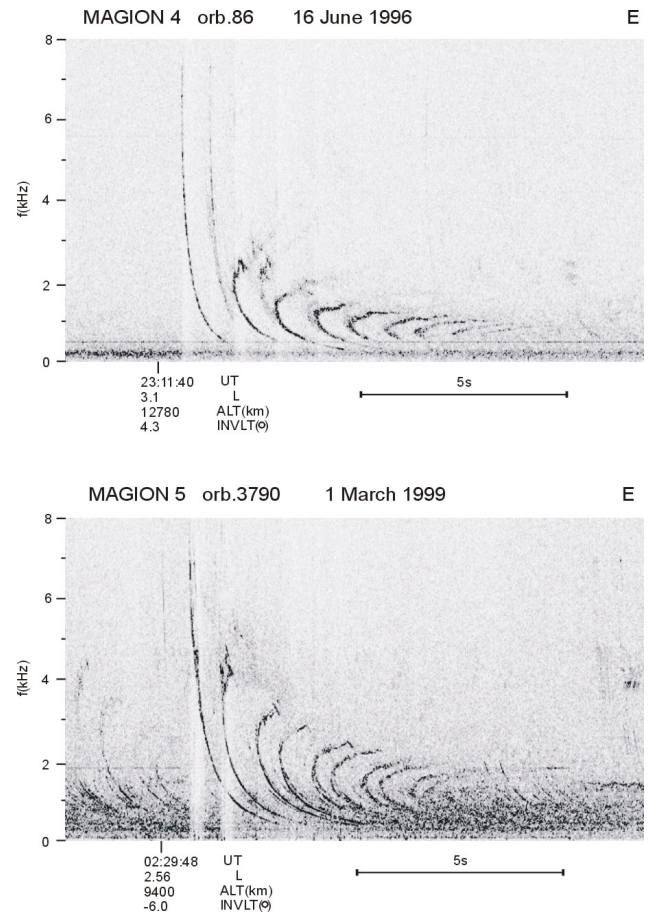 MAGION 4 orb.86 16 June 1996 E
8
6
4
2
0
f(kHz)
23:11:40 UT
3.1 L
12780 ALT(km)
4.3 INVLT(o)
5s
MAGION 5 orb.3790 1 March 1999 E
8
6
4
2
0
f(kHz)
02:29:48 UT
2.56 L
9400 ALT(km)
-6.0 INVLT(o)
5s